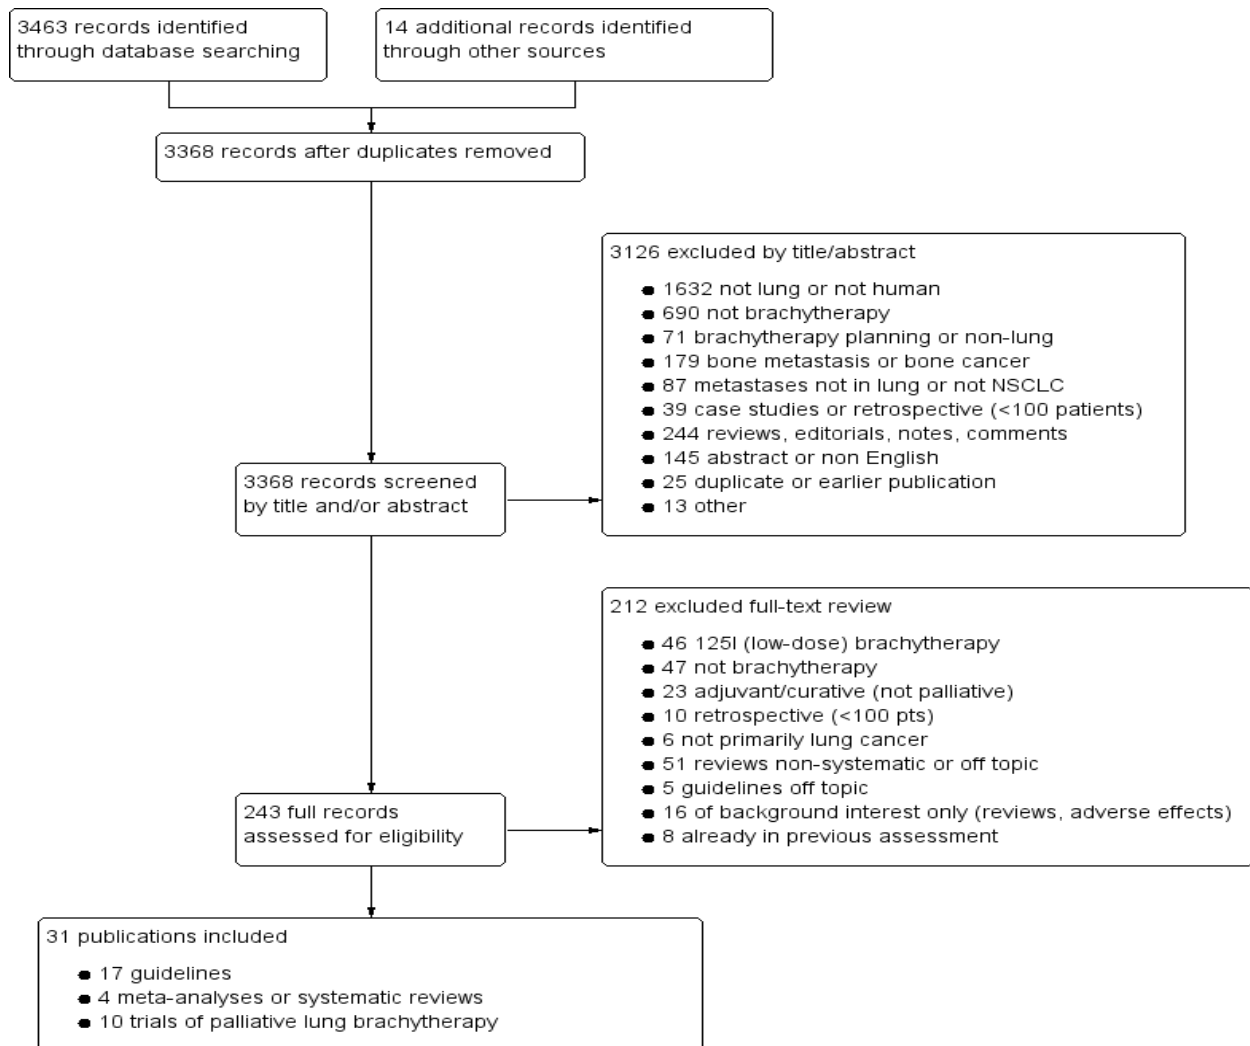 3463 records identified
through database searching
14 additional records identified
through other sources
3368 records after duplicates removed
3126 excluded by title/abstract
● 1632 not lung or not human
● 690 not brachytherapy
● 71 brachytherapy planning or non-lung
● 179 bone metastasis or bone cancer
● 87 metastases not in lung or not NSCLC
● 39 case studies or retrospective (<100 patients)
● 244 reviews, editorials, notes, comments
● 145 abstract or non English
● 25 duplicate or earlier publication
● 13 other
3368 records screened
by title and/or abstract
212 excluded full-text review
● 46 125I (low-dose) brachytherapy
● 47 not brachytherapy
● 23 adjuvant/curative (not palliative)
● 10 retrospective (<100 pts)
● 6 not primarily lung cancer
● 51 reviews non-systematic or off topic
● 5 guidelines off topic
● 16 of background interest only (reviews, adverse effects)
● 8 already in previous assessment
243 full records
assessed for eligibility
31 publications included
● 17 guidelines
● 4 meta-analyses or systematic reviews
● 10 trials of palliative lung brachytherapy